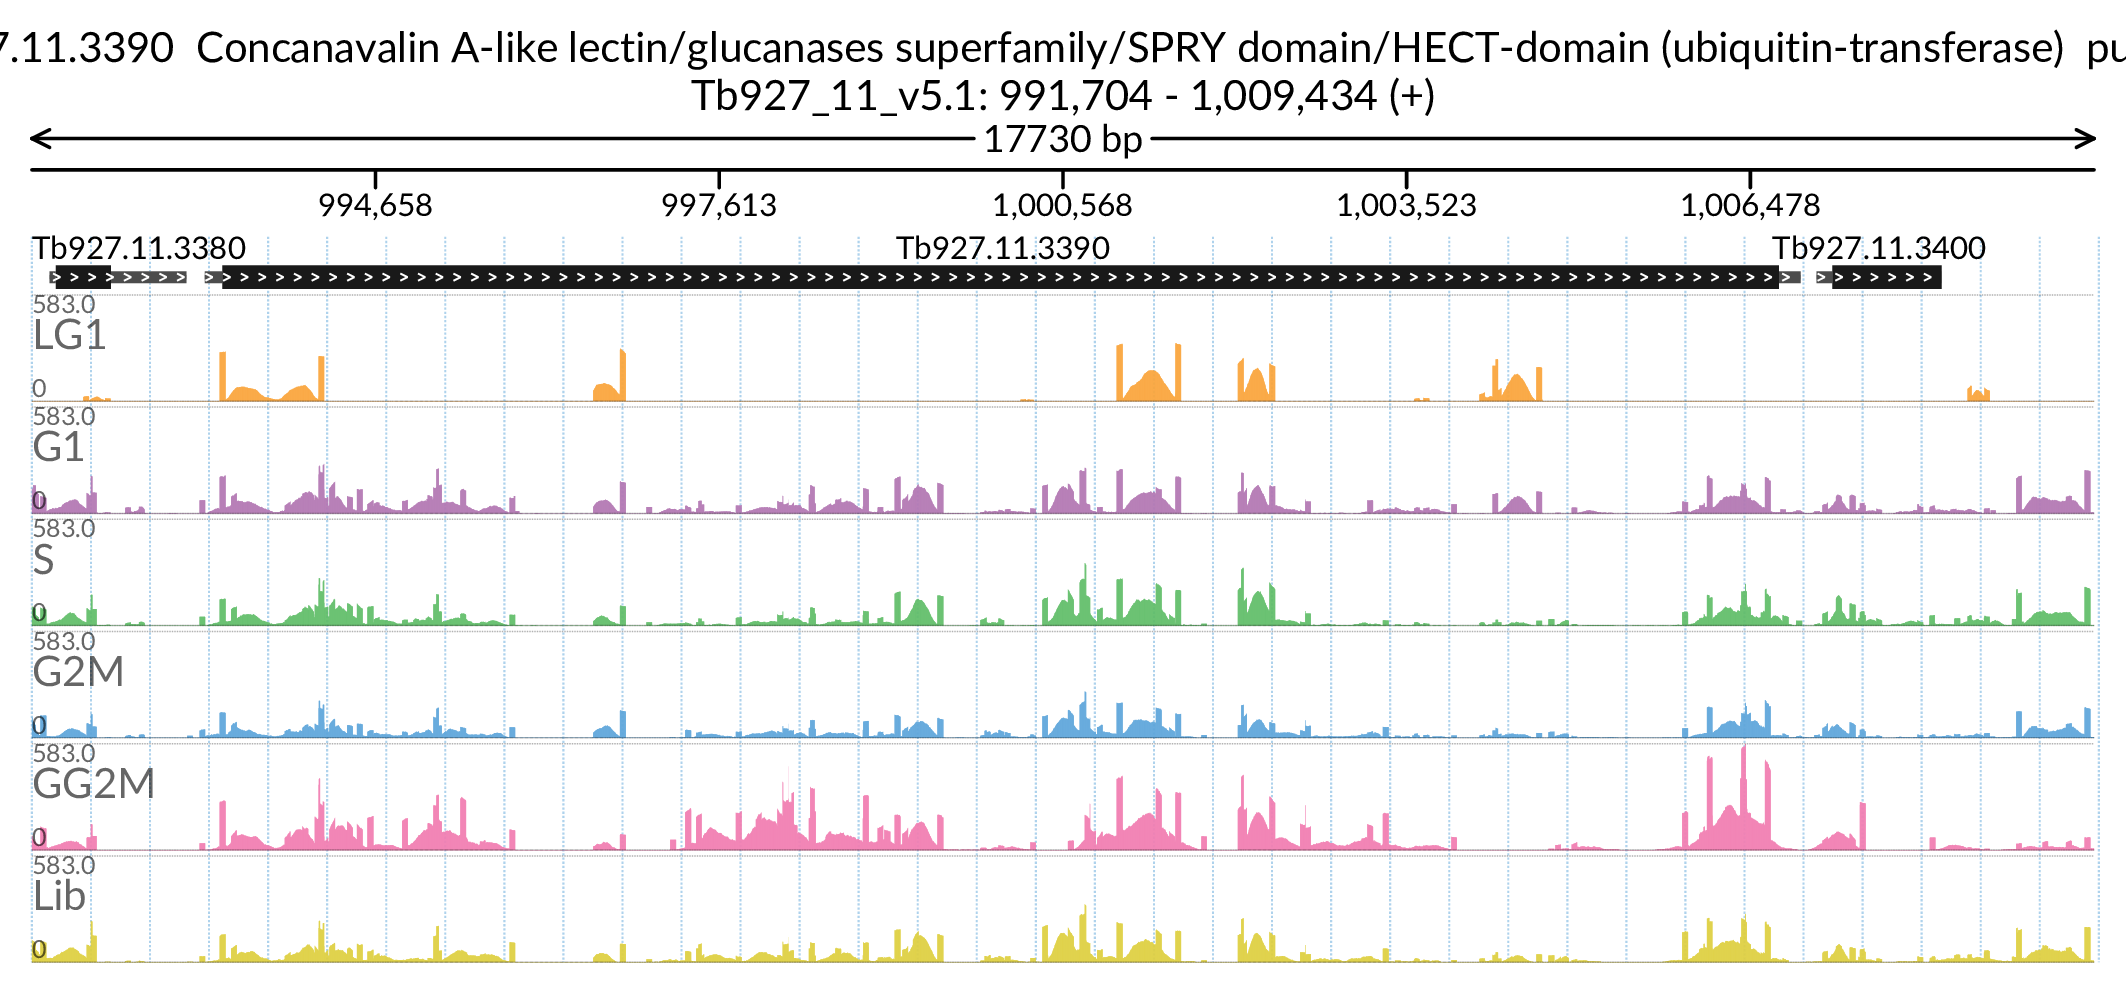 7.11.3390 Concanavalin A-like lectin/glucanases superfamily/SPRY domain/HECT-domain (ubiquitin-transferase) pu
Tb927_11_v5.1: 991,704 - 1,009,434 (+)
17730 bp
994,658 997,613 1,000,568 1,003,523 1,006,478
Tb927.11.3380 Tb927.11.3390 Tb927.11.3400
583.0
LG1
0
583.0
G1
0
583.0
S
0
583.0
G2M
0
583.0
GG2M
0
583.0
Lib
0